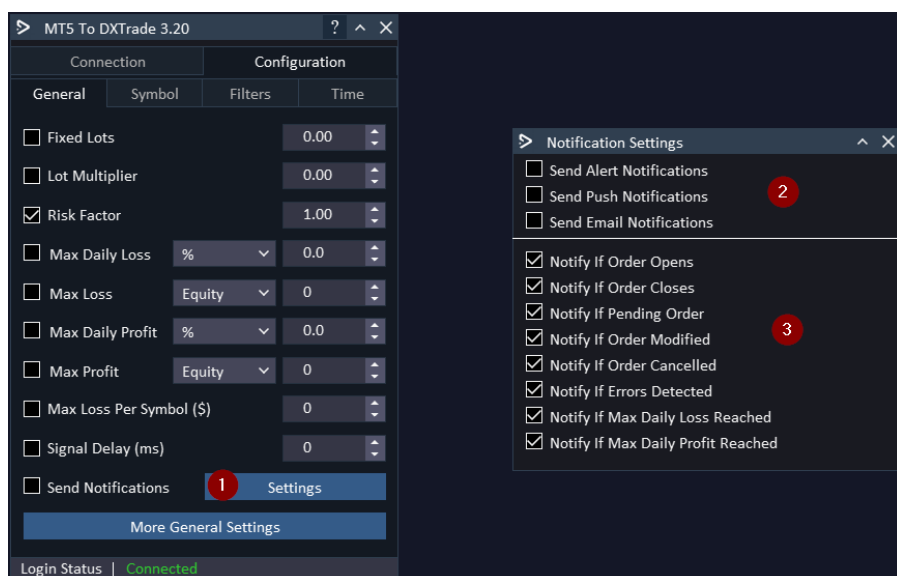 MT5 To DXTrade 3.20 ?
Connection Configuration
General Symbol Filters Time
Fixed Lots 0.00
Lot Multiplier 0.00
Risk Factor 1.00
Max Daily Loss % 0.0
Max Loss Equity 0
Max Daily Profit % 0.0
Max Profit Equity 0
Max Loss Per Symbol ($) 0
Signal Delay (ms) 0
Send Notifications 1 Settings
More General Settings
Login Status | Connected
Notification Settings
Send Alert Notifications
Send Push Notifications 2
Send Email Notifications
Notify If Order Opens
Notify If Order Closes
Notify If Pending Order
Notify If Order Modified 3
Notify If Order Cancelled
Notify If Errors Detected
Notify If Max Daily Loss Reached
Notify If Max Daily Profit Reached